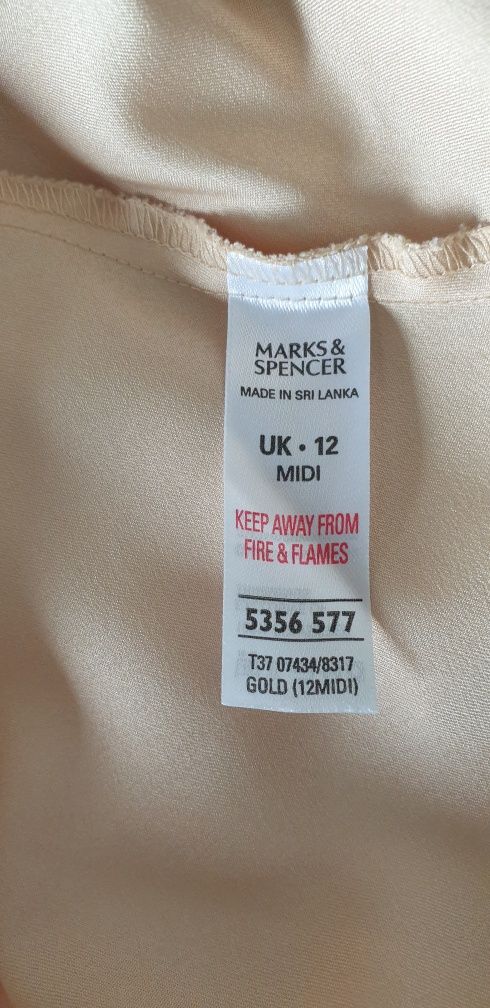 MARKS &
SPENCER
MADE IN SRI LANKA
UK • 12
MIDI
KEEP AWAY FROM
FIRE & FLAMES
5356 577
T37 07434/8317
GOLD (12MIDI)